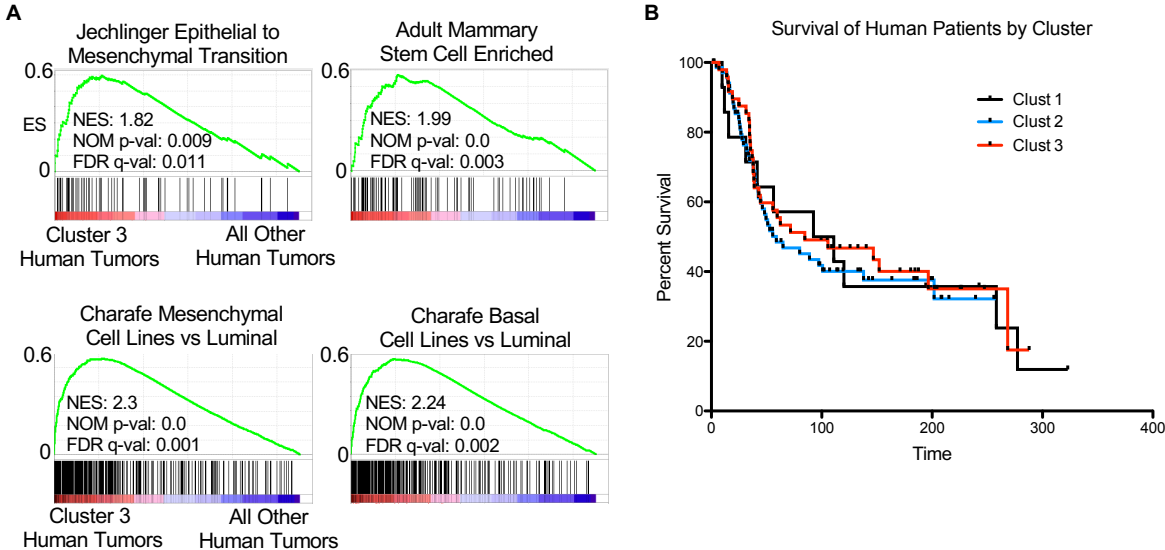 A
Jechlinger Epithelial to
Mesenchymal Transition
0.6
ES
NES: 1.82
NOM p-val: 0.009
FDR q-val: 0.011
0
Cluster 3
Human Tumors
All Other
Human Tumors
Adult Mammary
Stem Cell Enriched
0.6
NES: 1.99
NOM p-val: 0.0
FDR q-val: 0.003
0
Charafe Mesenchymal
Cell Lines vs Luminal
0.6
NES: 2.3
NOM p-val: 0.0
FDR q-val: 0.001
0
Cluster 3
Human Tumors
All Other
Human Tumors
Charafe Basal
Cell Lines vs Luminal
0.6
NES: 2.24
NOM p-val: 0.0
FDR q-val: 0.002
0
B
Survival of Human Patients by Cluster
Percent Survival
100
80
60
40
20
0
0 100 200 300 400
Time
Clust 1
Clust 2
Clust 3